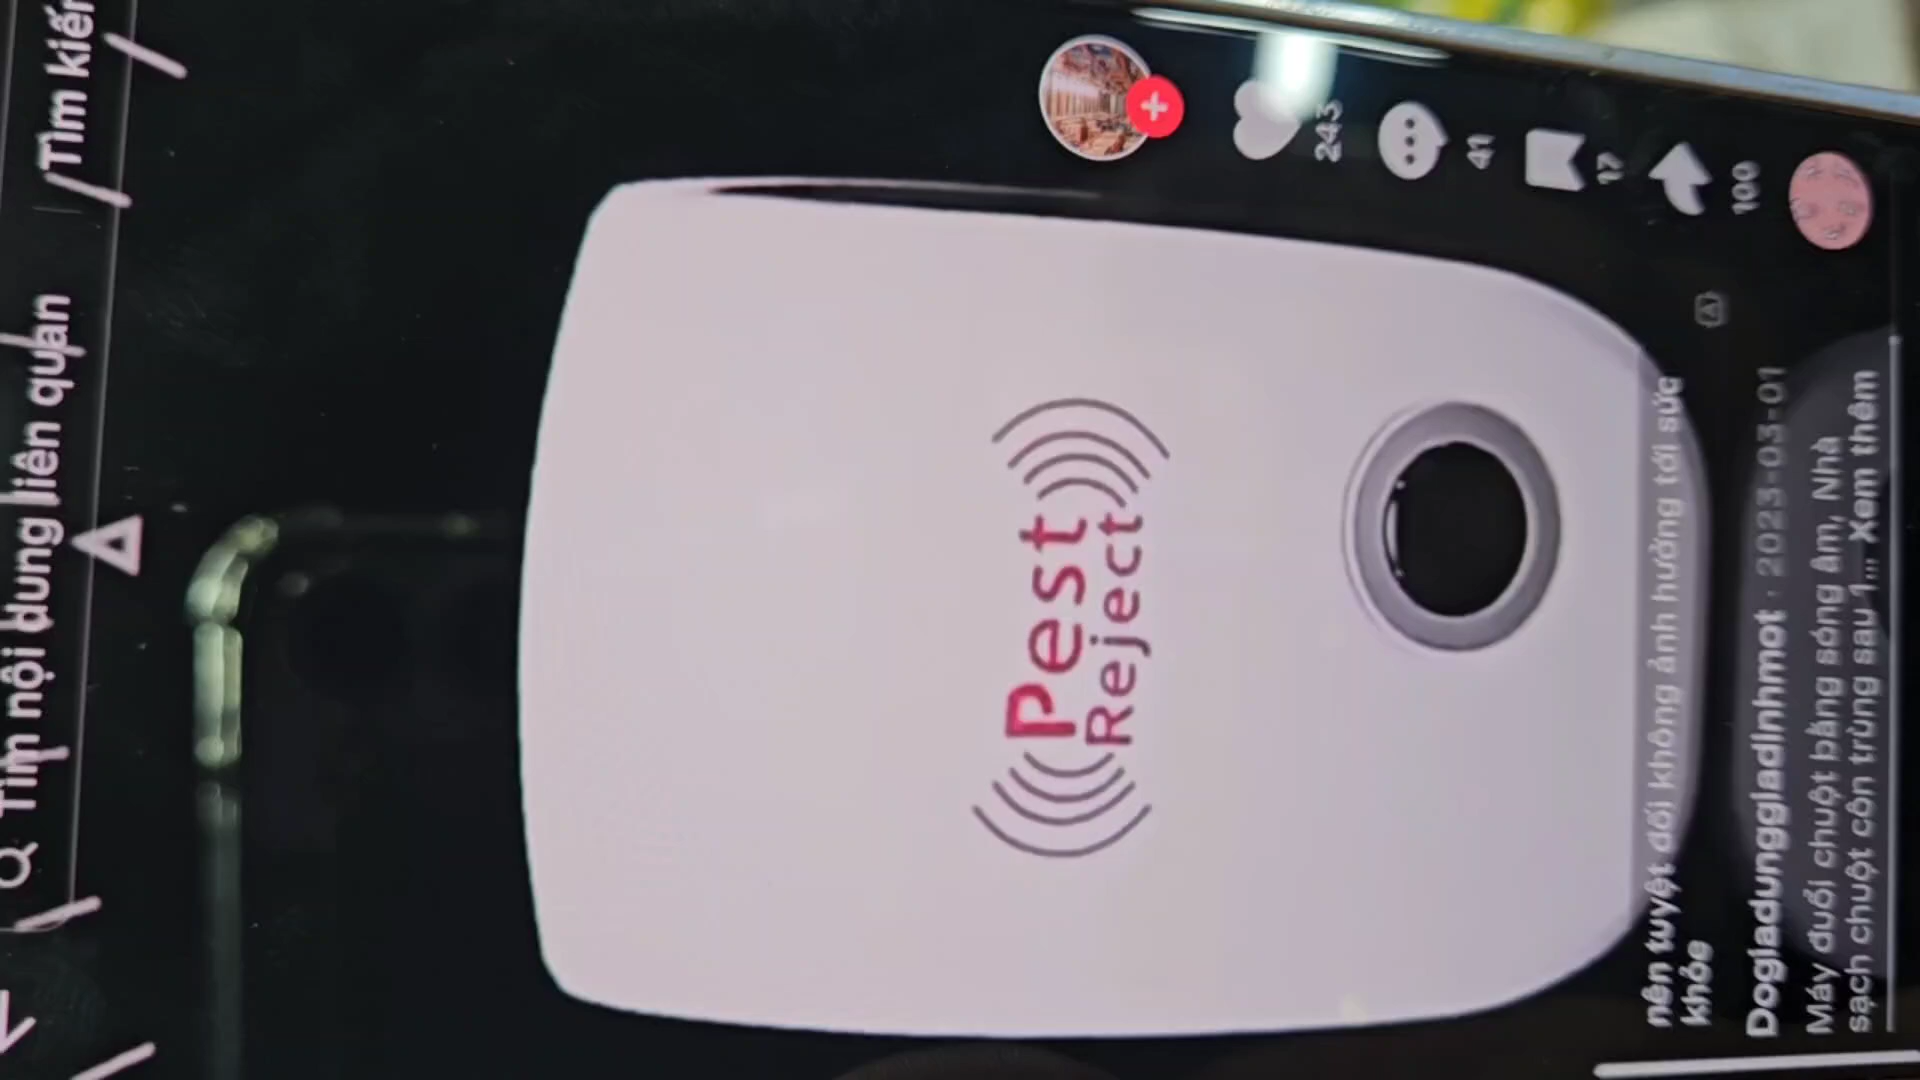 Tìm nội dung liên quan
Tìm kiếm
Pest
Reject
243
41
17
100
nên tuyệt đối không ảnh hưởng tới sức
khỏe
Dogiadunggiadinhmot · 2023-03-01
Máy đuổi chuột bằng sóng âm, Nhà
sạch chuột côn trùng sau 1... Xem thêm